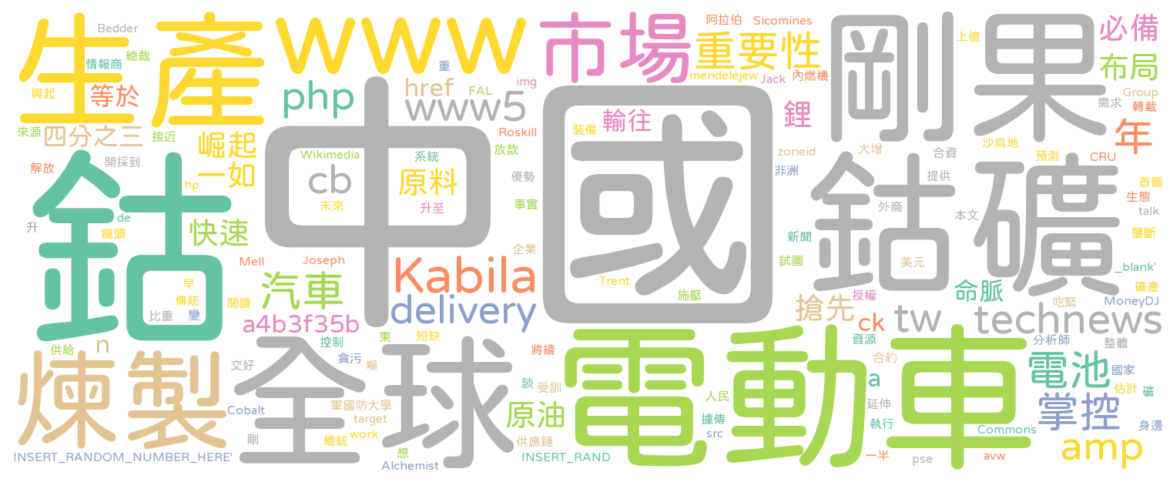 生產
www
市場
剛果
必備
Bedder
情報商
總裁
興起
等於
php
href
www5
重
FAL
img
Jack
重要性
mendelejew
阿拉伯
Sicomines
內燃機
上億
布局
需求
Group
轉載
年
來源
四分之三
接近
崛起
一如
Wikimedia
系統
放款
Roskill
裝備
輸往
鋰
zoneid
大增
合資
沙烏地
預測
CRU
解放
開採到
cb
原料
未來
升至
優勢
事實
非洲
提供
首圖
生態
hp
鈷
中國
鈷礦
外商
本文
talk
升
de
龍頭
快速
企業
新聞
試圖
壟斷
_blank'
Mell
Joseph
Kabila
Trent
施壓
美元
礦產
早
傳統
比重
變
閱讀
汽車
delivery
授權
搶先
命脈
吃緊
MoneyDJ
a4b3f35b
ck
tw
technews
供給
n
控制
果
短缺
將續
資源
分析師
整體
煉製
全球
電動車
電池
交好
貪污
噸
談
受訓
合約
a
國家
估計
碳
Cobalt
軍國防大學
target
原油
人民
延伸
掌控
身邊
剛
總統
work
想
供應鏈
據傳
src
執行
Commons
amp
INSERT_RANDOM_NUMBER_HERE'
Alchemist
INSERT_RAND
一半
pse
avw